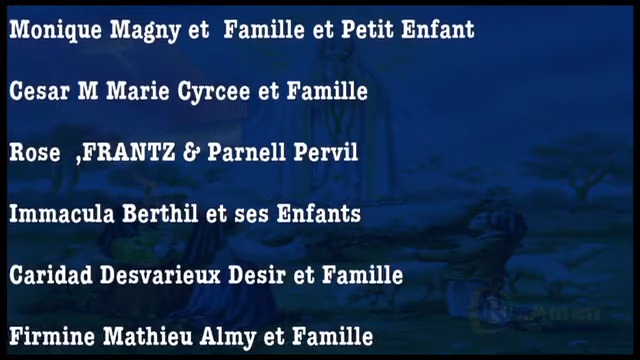 Monique Magny et Famille et Petit Enfant
Cesar M Marie Cyrcee et Famille
Rose ,FRANTZ & Parnell Pervil
Immacula Berthil et ses Enfants
Caridad Desvarieux Desir et Famille
R ..Amen
Firmine Mathieu Almy et Famille